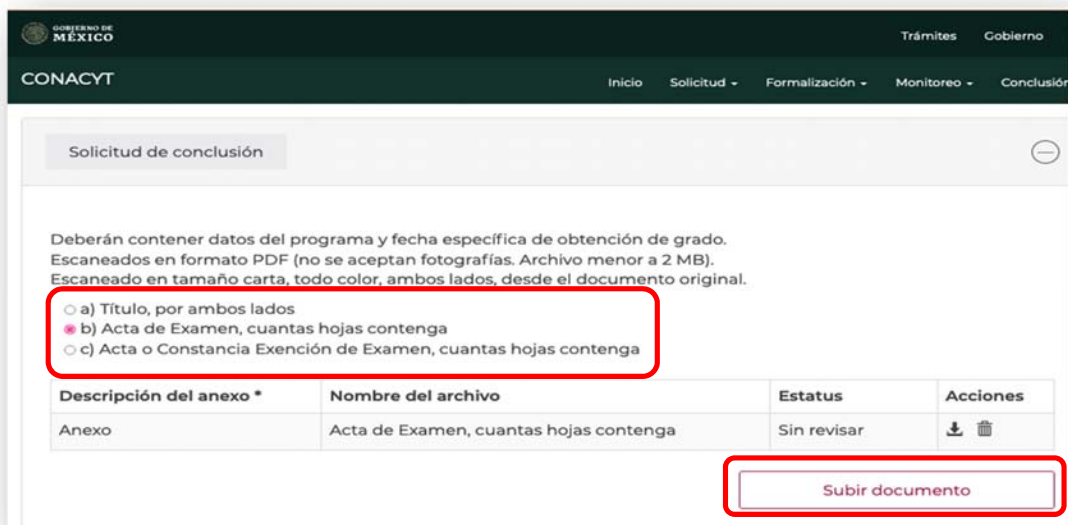 GOBIERNO DE
MÉXICO
Trámites Gobierno
CONACYT
Inicio Solicitud Formalización Monitoreo Conclusión
Solicitud de conclusión
Deberán contener datos del programa y fecha específica de obtención de grado.
Escaneados en formato PDF (no se aceptan fotografías. Archivo menor a 2 MB).
Escaneado en tamaño carta, todo color, ambos lados, desde el documento original.
a) Título, por ambos lados
b) Acta de Examen, cuantas hojas contenga
c) Acta o Constancia Exención de Examen, cuantas hojas contenga
Descripción del anexo * Nombre del archivo Estatus Acciones
Anexo Acta de Examen, cuantas hojas contenga Sin revisar
Subir documento